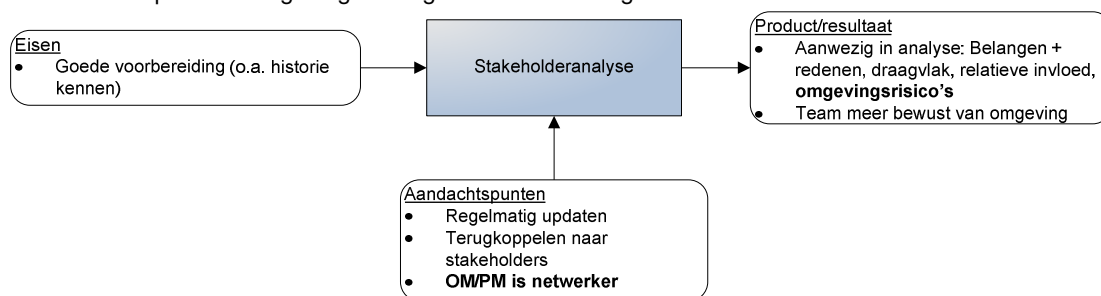 Eisen
• Goede voorbereiding (o.a. historie
kennen)
Stakeholderanalyse
Product/resultaat
• Aanwezig in analyse: Belangen +
redenen, draagvlak, relatieve invloed,
omgevingsrisico's
• Team meer bewust van omgeving
Aandachtspunten
• Regelmatig updaten
• Terugkoppelen naar
stakeholders
• OM/PM is netwerker